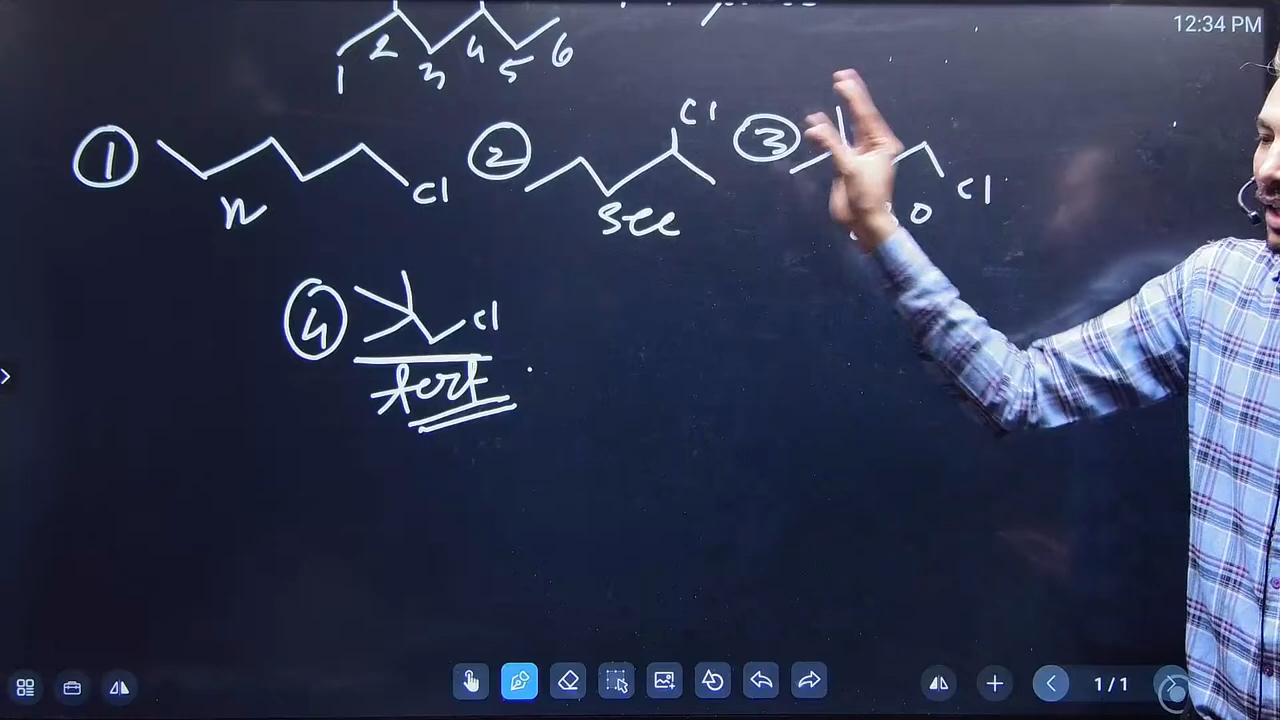 12:34 PM
1 2 3 4 5 6
① Cl ② Cl ③ Cl
n sec
④ Cl
tert
1/1